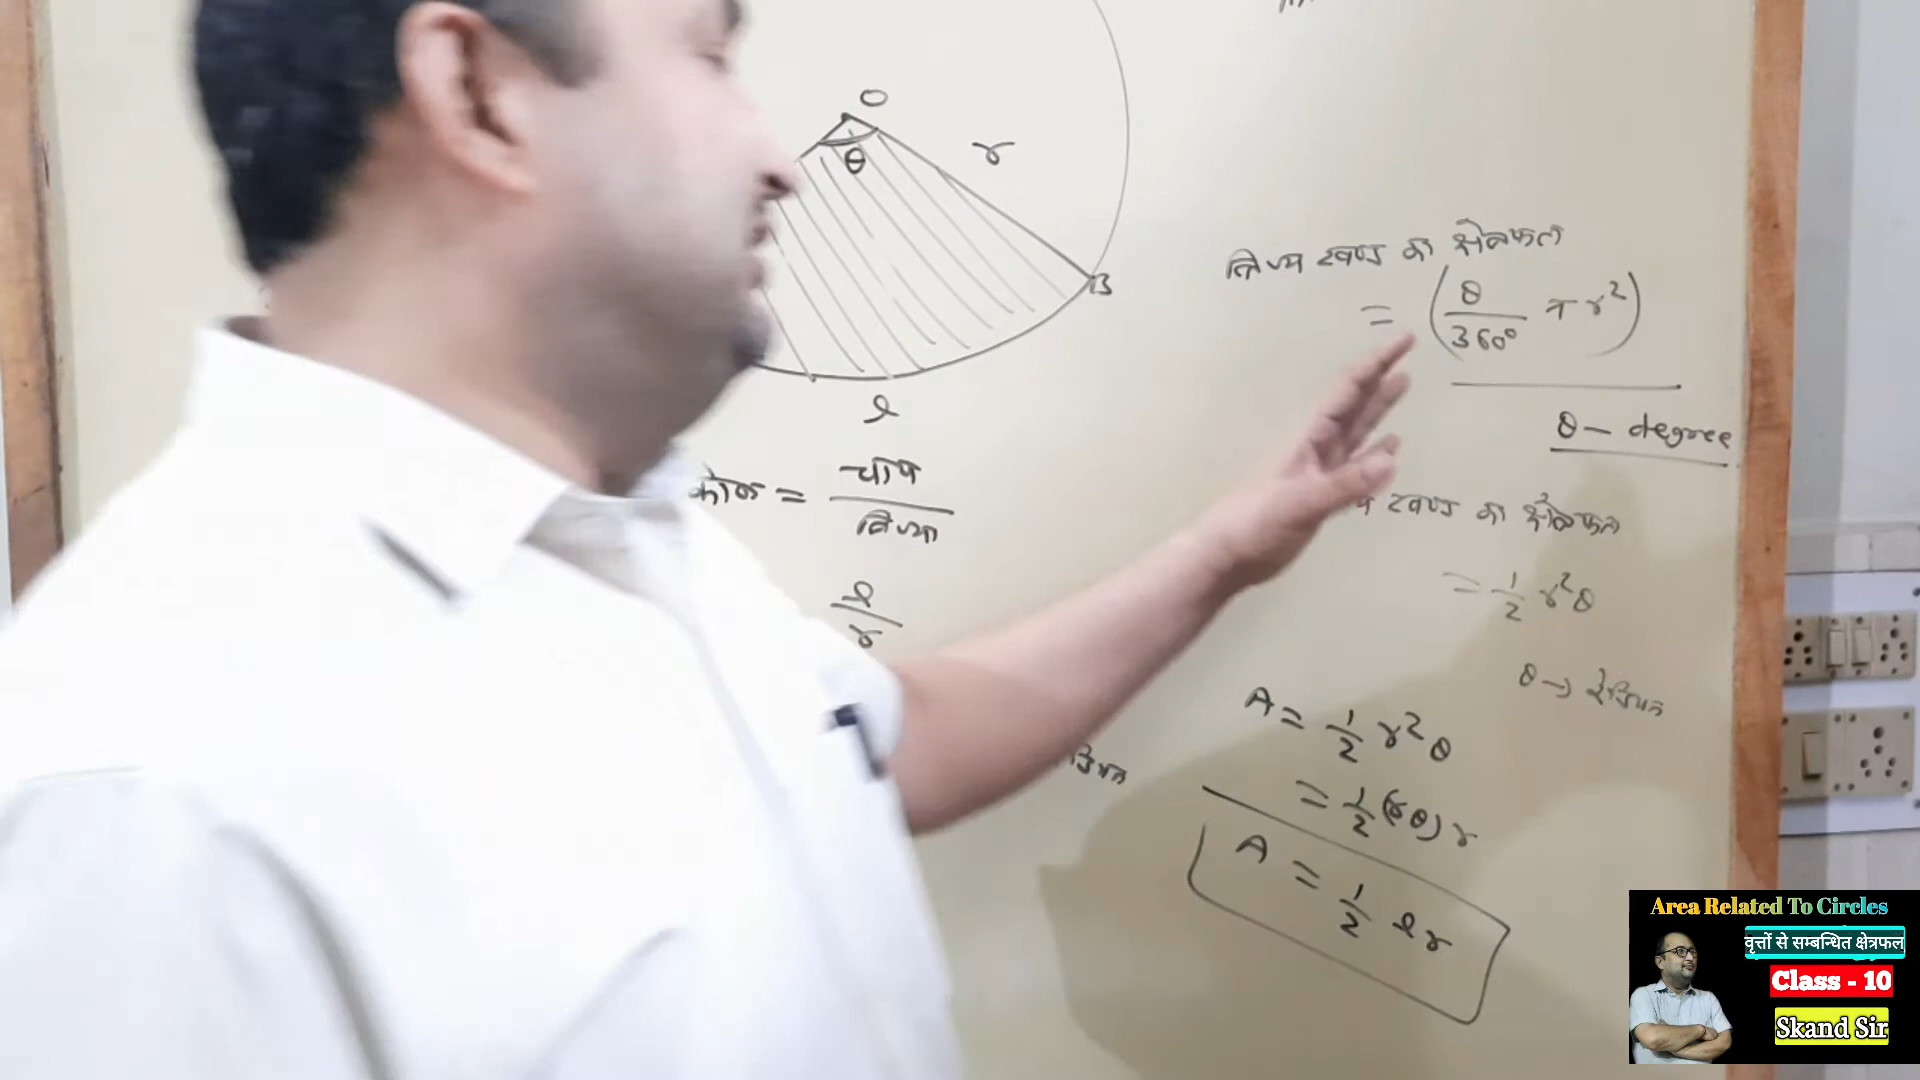 O
θ
r
B
l
कोण = चाप / त्रिज्या
l / r
त्रिज्य खण्ड का क्षेत्रफल
= (θ/360° πr²)
θ – degree
खण्ड का क्षेत्रफल
= 1/2 r²θ
θ → रेडियन
A = 1/2 r²θ
= 1/2 (rθ) r
A = 1/2 lr
Area Related To Circles
वृत्तों से सम्बन्धित क्षेत्रफल
Class - 10
Skand Sir